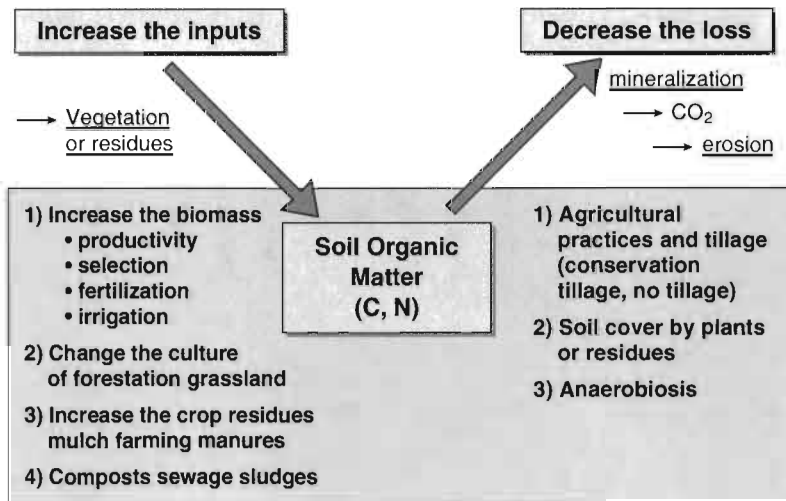 Increase the inputs
→ Vegetation
or residues
Decrease the loss
mineralization
→ CO₂
→ erosion
1) Increase the biomass
• productivity
• selection
• fertilization
• irrigation
2) Change the culture
of forestation grassland
3) Increase the crop residues
mulch farming manures
4) Composts sewage sludges
Soil Organic
Matter
(C, N)
1) Agricultural
practices and tillage
(conservation
tillage, no tillage)
2) Soil cover by plants
or residues
3) Anaerobiosis